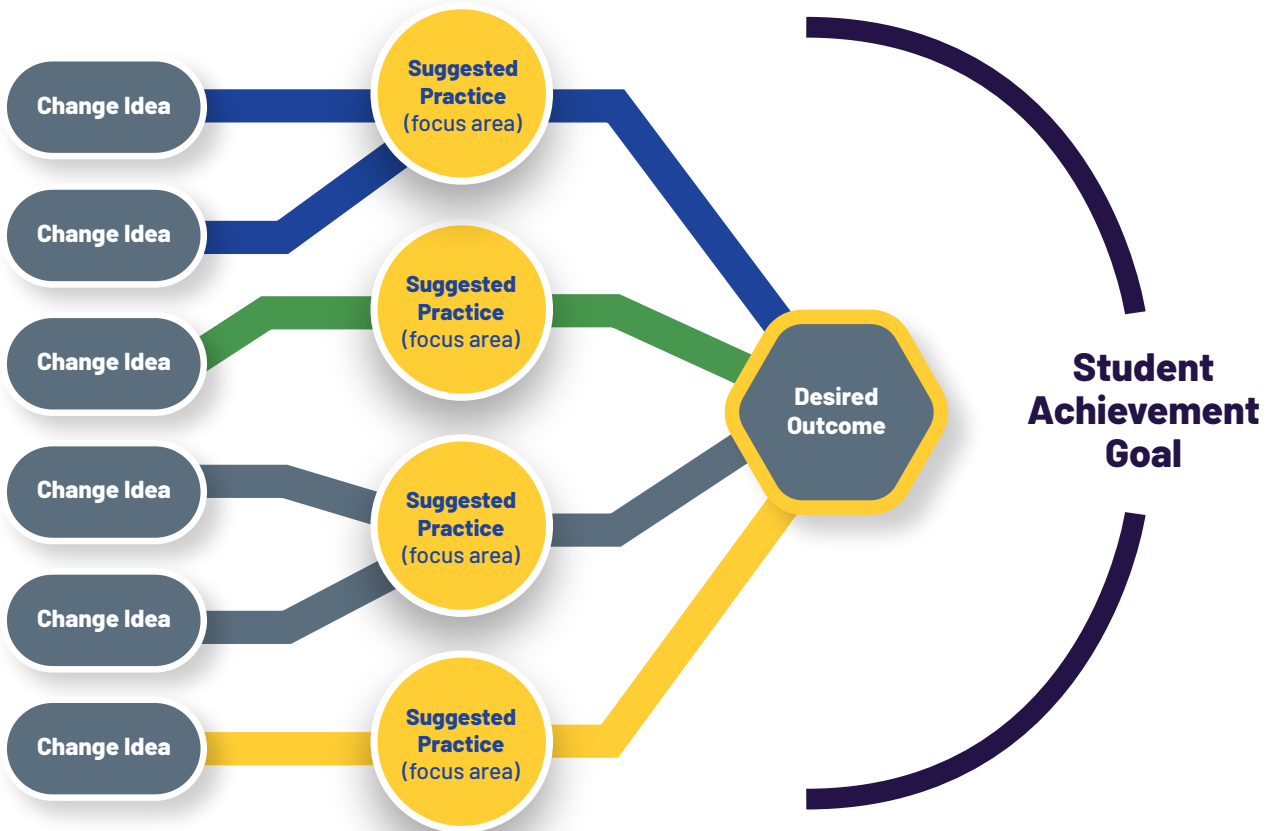 Change Idea
Change Idea
Change Idea
Change Idea
Change Idea
Change Idea
Suggested
Practice
(focus area)
Suggested
Practice
(focus area)
Suggested
Practice
(focus area)
Suggested
Practice
(focus area)
Desired
Outcome
Student
Achievement
Goal